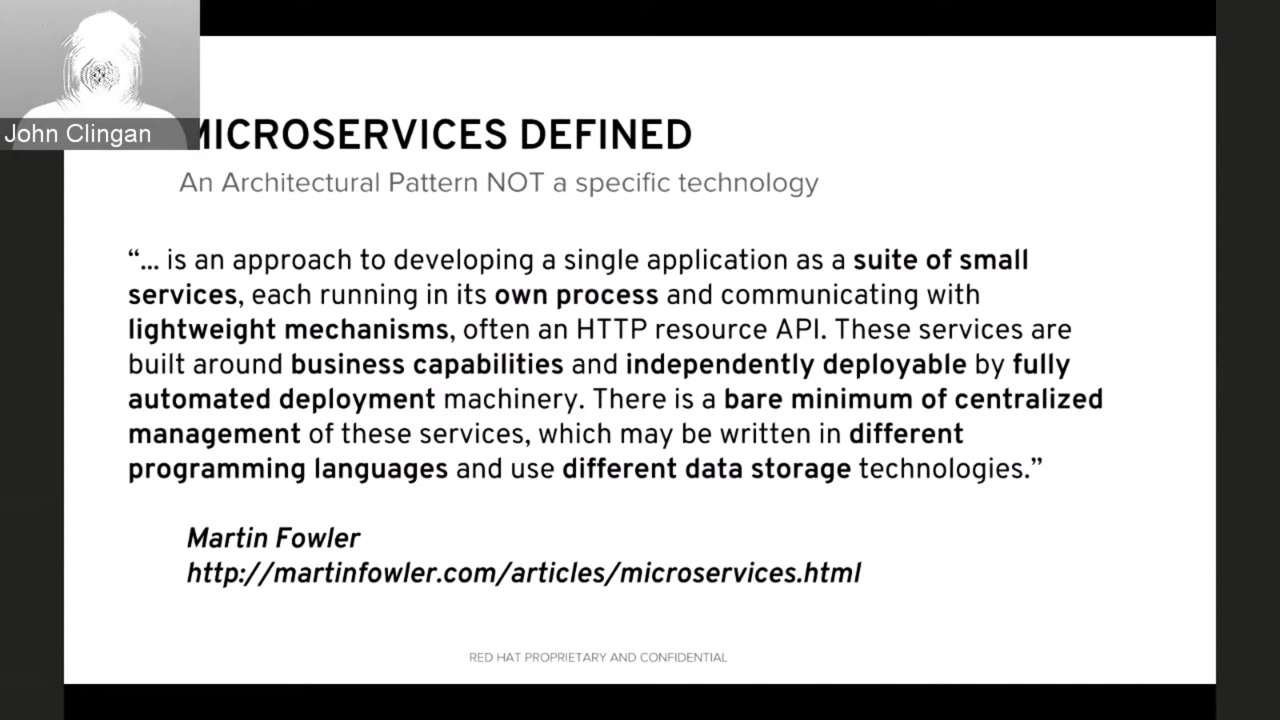 John Clingan
MICROSERVICES DEFINED
An Architectural Pattern NOT a specific technology
“... is an approach to developing a single application as a suite of small
services, each running in its own process and communicating with
lightweight mechanisms, often an HTTP resource API. These services are
built around business capabilities and independently deployable by fully
automated deployment machinery. There is a bare minimum of centralized
management of these services, which may be written in different
programming languages and use different data storage technologies.”
Martin Fowler
http://martinfowler.com/articles/microservices.html
RED HAT PROPRIETARY AND CONFIDENTIAL